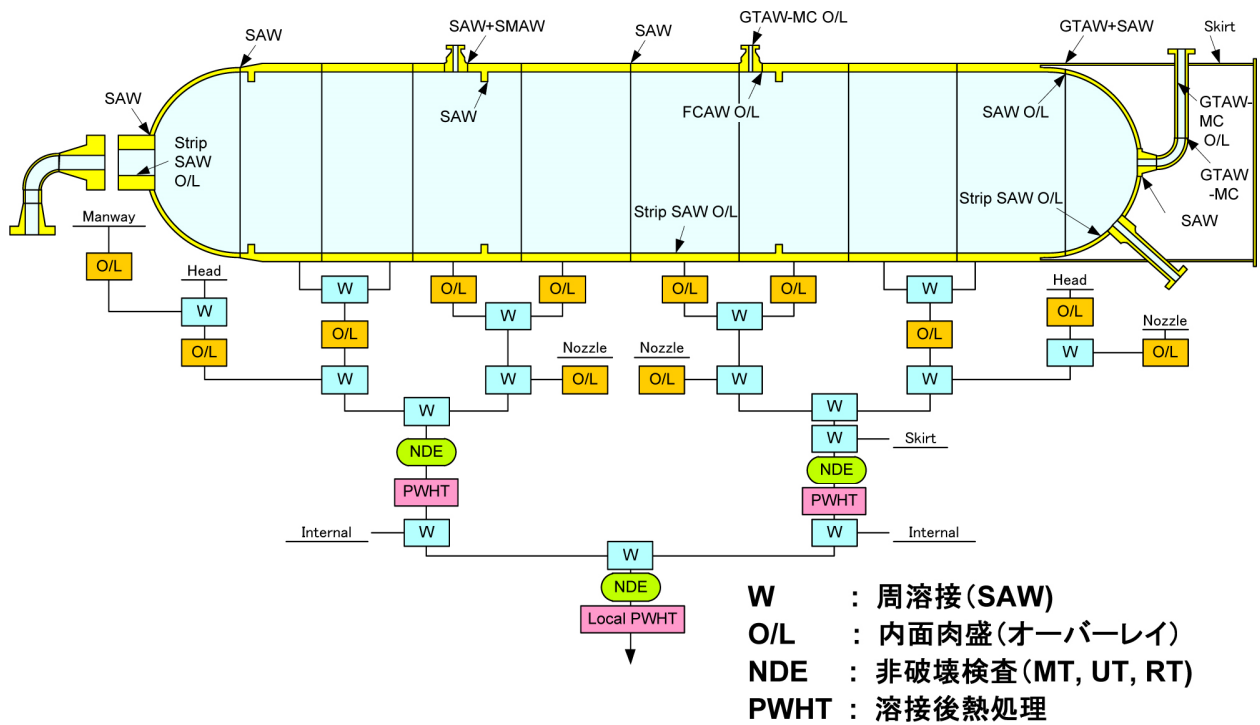 SAW
SAW+SMAW
GTAW-MC O/L
SAW
GTAW+SAW
Skirt
SAW
SAW
FCAW O/L
SAW O/L
GTAW-
MC
O/L
Strip
SAW
O/L
GTAW
-MC
Strip SAW O/L
Strip SAW O/L
SAW
Manway
O/L
Head
W
O/L
W
O/L
W
O/L
O/L
W
W
Nozzle
O/L
W
NDE
PWHT
Internal
W
O/L
O/L
W
Nozzle
O/L
W
W
O/L
W
Head
O/L
W
Nozzle
O/L
W
W
Skirt
NDE
PWHT
W
Internal
W
NDE
Local PWHT
W : 周溶接(SAW)
O/L : 内面肉盛(オーバーレイ)
NDE : 非破壊検査(MT, UT, RT)
PWHT : 溶接後熱処理